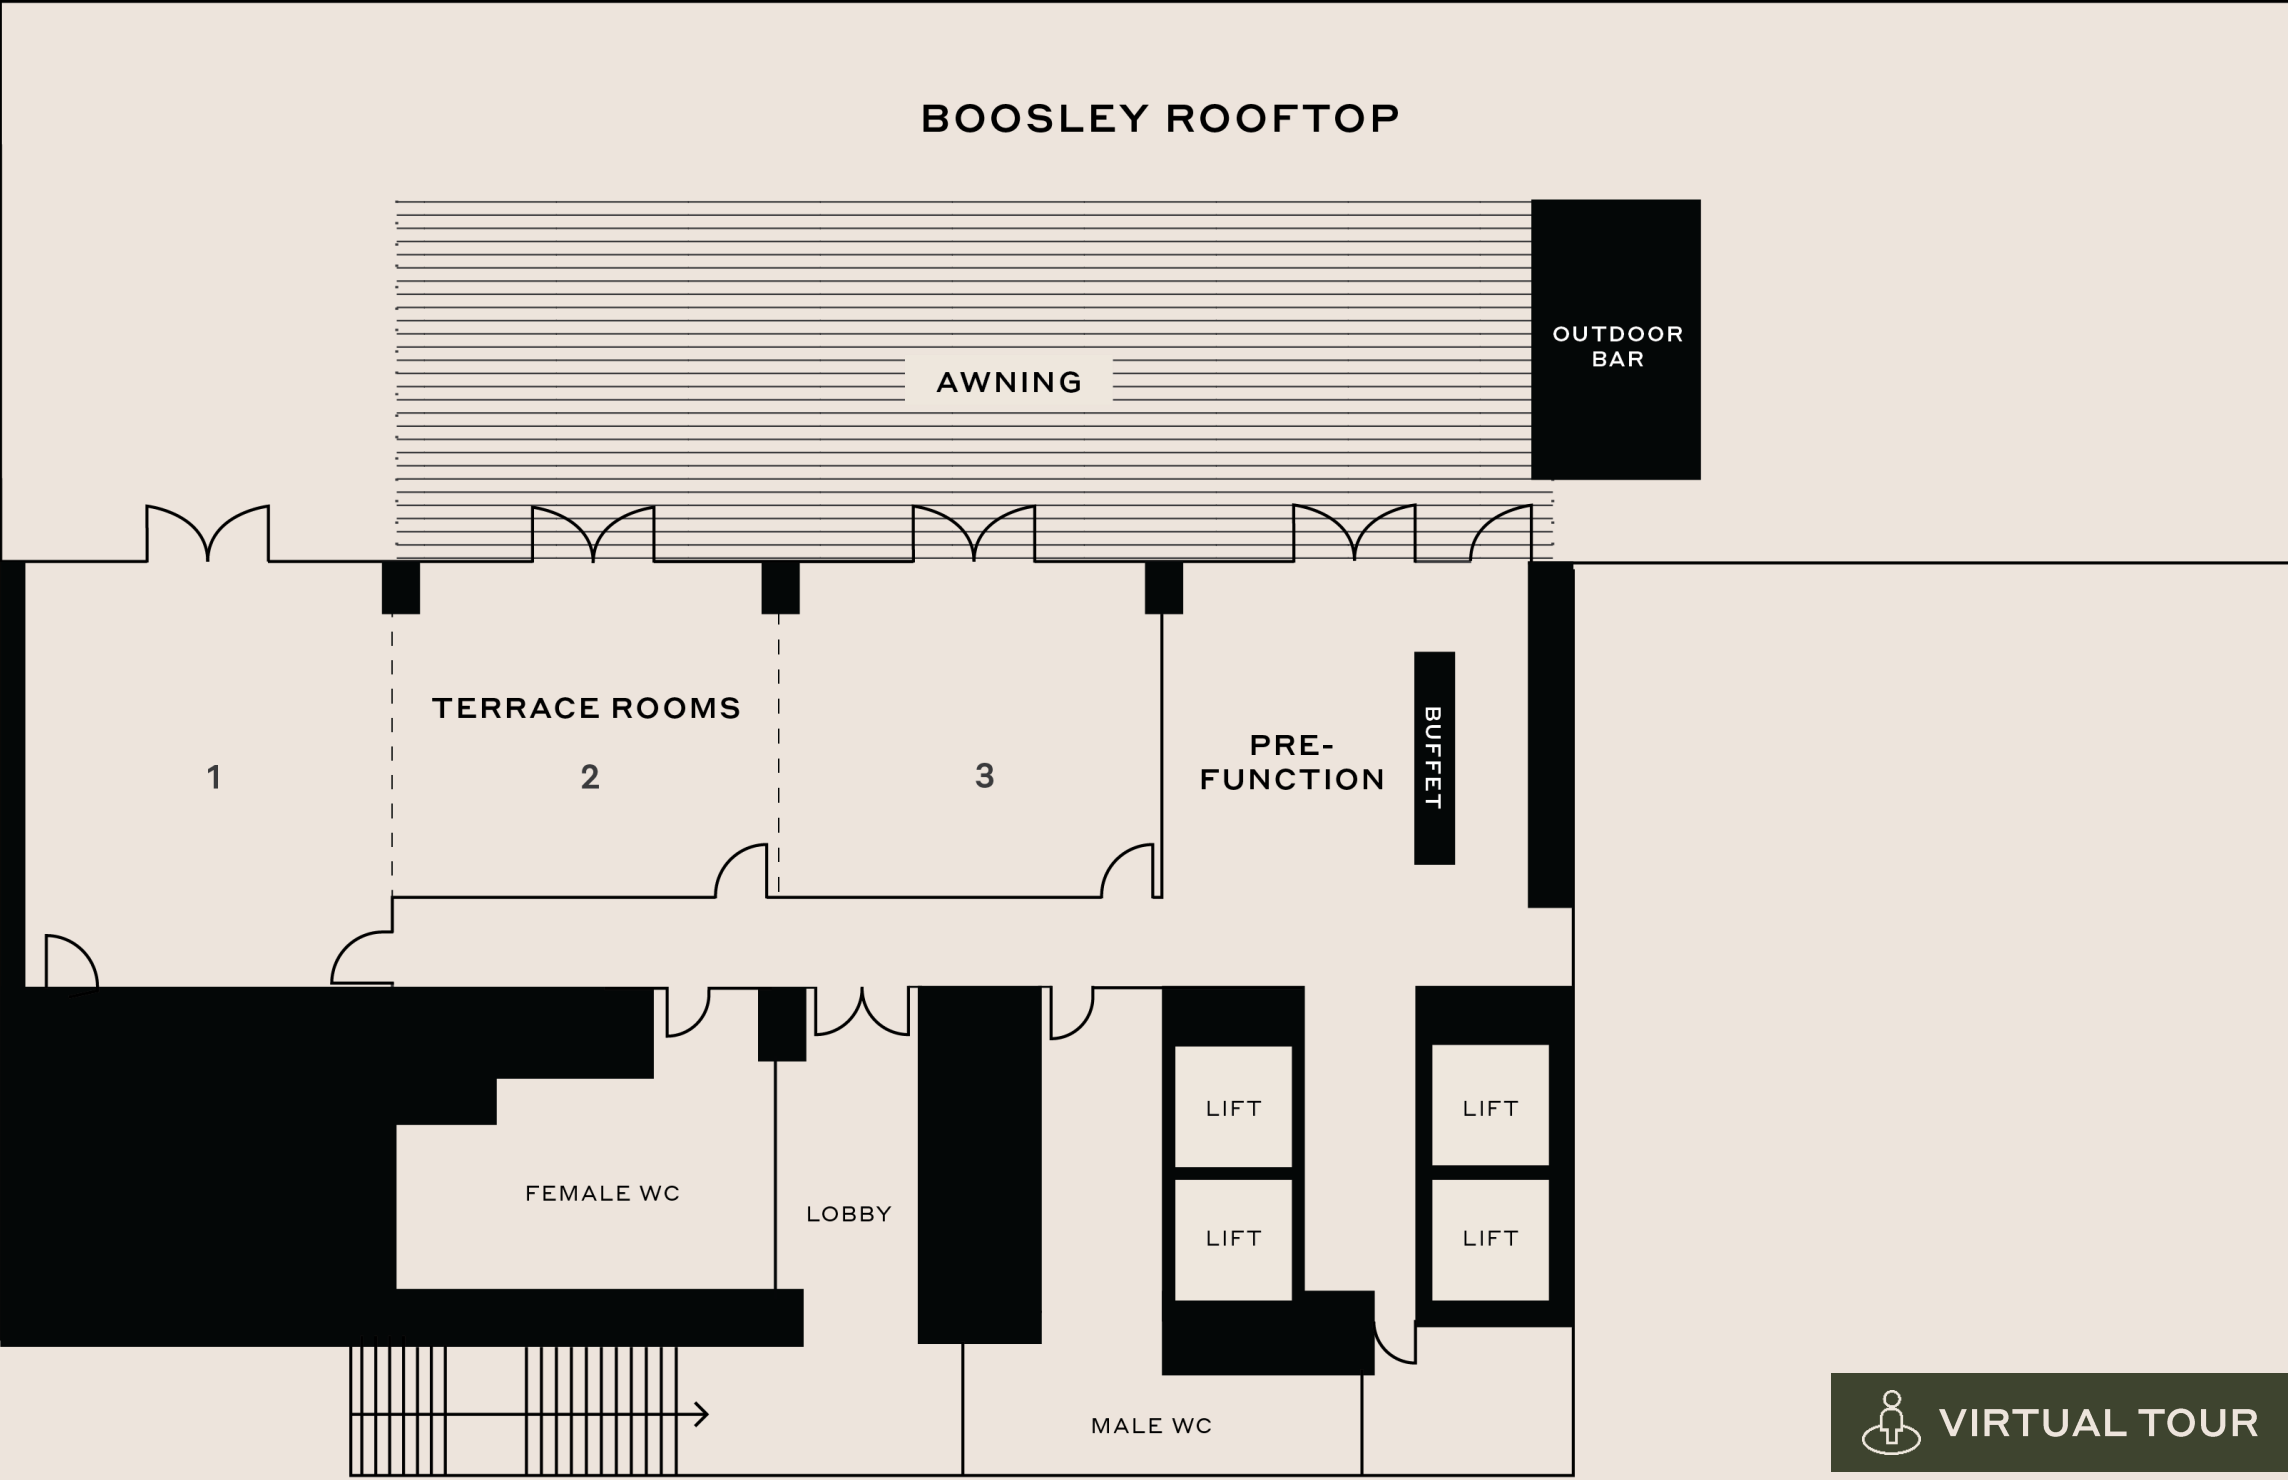 BOOSLEY ROOFTOP
OUTDOOR
BAR
AWNING
TERRACE ROOMS
1
2
3
PRE-
FUNCTION
BUFFET
LIFT
LIFT
FEMALE WC
LOBBY
LIFT
LIFT
MALE WC
VIRTUAL TOUR